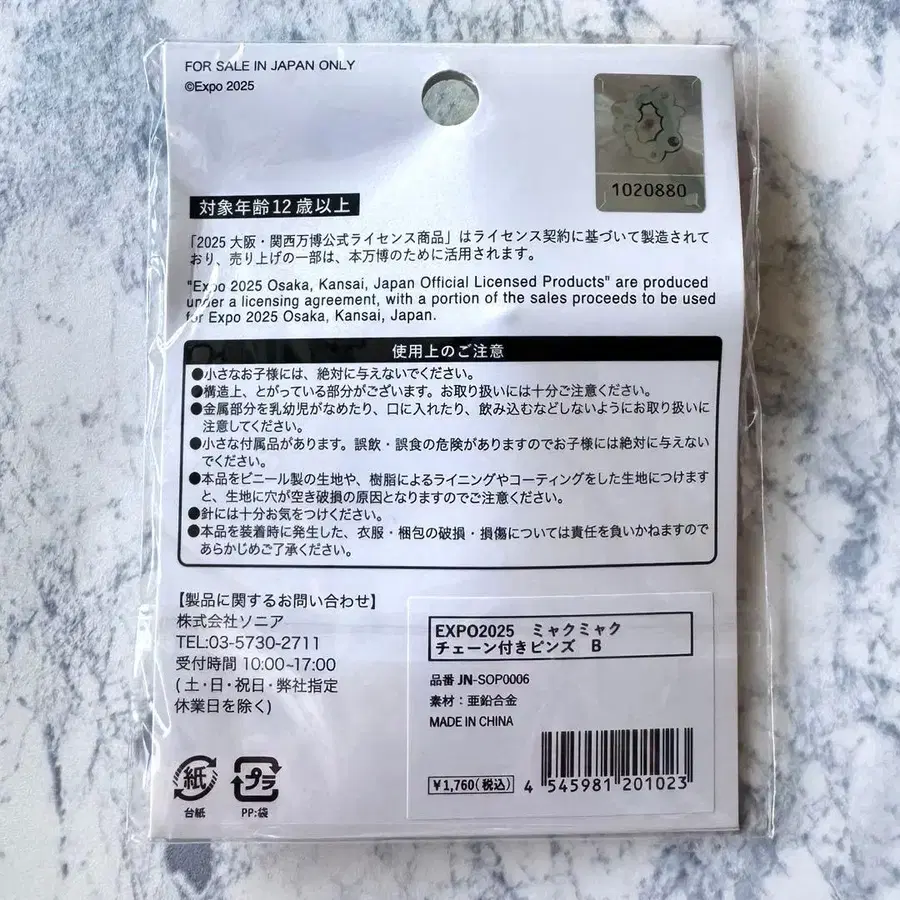 FOR SALE IN JAPAN ONLY
©Expo 2025
1020880
対象年齢12歳以上
「2025 大阪・関西万博公式ライセンス商品」はライセンス契約に基づいて製造されて
おり、売り上げの一部は、本万博のために活用されます。
"Expo 2025 Osaka, Kansai, Japan Official Licensed Products" are produced
under a licensing agreement, with a portion of the sales proceeds to be used
for Expo 2025 Osaka, Kansai, Japan.
使用上のご注意
●小さなお子様には、絶対に与えないでください。
●構造上、とがっている部分がございます。お取り扱いには十分ご注意ください。
●金属部分を乳幼児がなめたり、口に入れたり、飲み込むなどしないようにお取り扱いに
注意してください。
●小さな付属品があります。誤飲・誤食の危険がありますのでお子様には絶対に与えない
でください。
●本品をビニール製の生地や、樹脂によるライニングやコーティングをした生地につけます
と、生地に穴が空き破損の原因となりますのでご注意ください。
●針には十分お気をつけください。
●本品を装着時に発生した、衣服・梱包の破損・損傷については責任を負いかねますので
あらかじめご了承ください。
【製品に関するお問い合わせ】
株式会社ソニア
TEL:03-5730-2711
受付時間 10:00~17:00
(土・日・祝日・弊社指定
休業日を除く)
紙
台紙
プラ
PP:袋
EXPO2025 ミャクミャク
チェーン付きピンズ B
品番 JN-SOP0006
素材：亜鉛合金
MADE IN CHINA
¥1,760(税込)
4 545981 201023